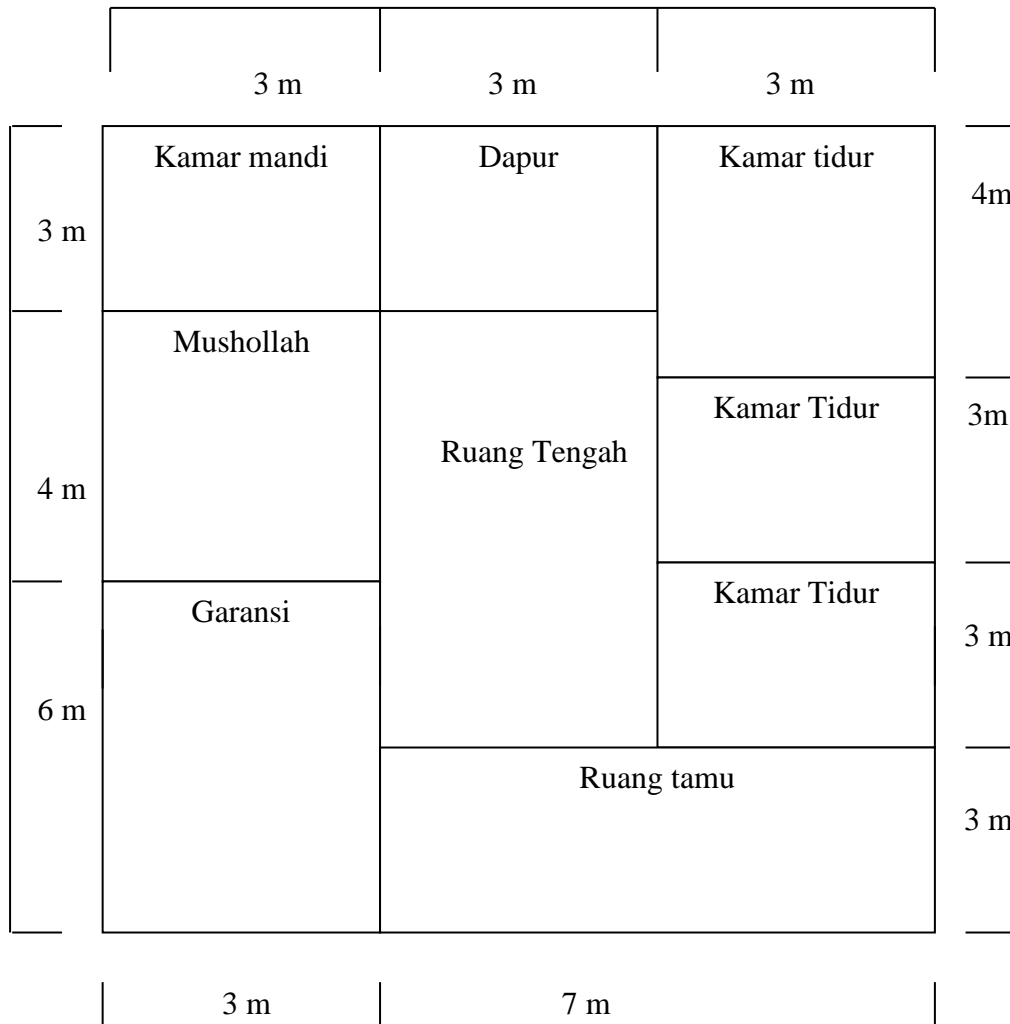 3 m 3 m 3 m
Kamar mandi Dapur Kamar tidur
4m
3 m
Mushollah
Kamar Tidur 3m
Ruang Tengah
4 m
Kamar Tidur
Garansi
3 m
6 m
Ruang tamu
3 m
3 m 7 m